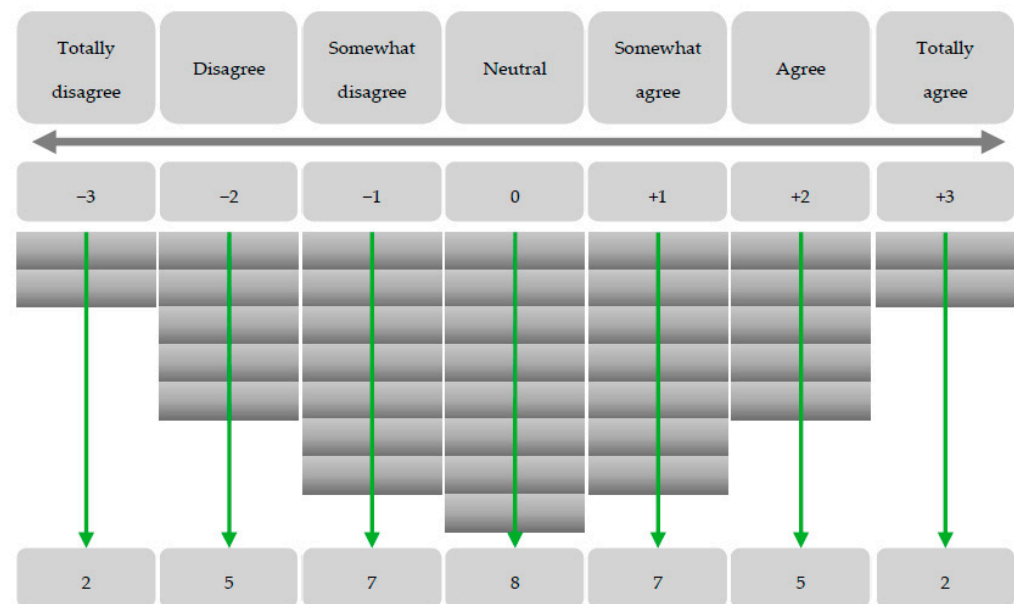 Totally
disagree
Disagree
Somewhat
disagree
Neutral
Somewhat
agree
Agree
Totally
agree
–3
–2
–1
0
+1
+2
+3
2
5
7
8
7
5
2